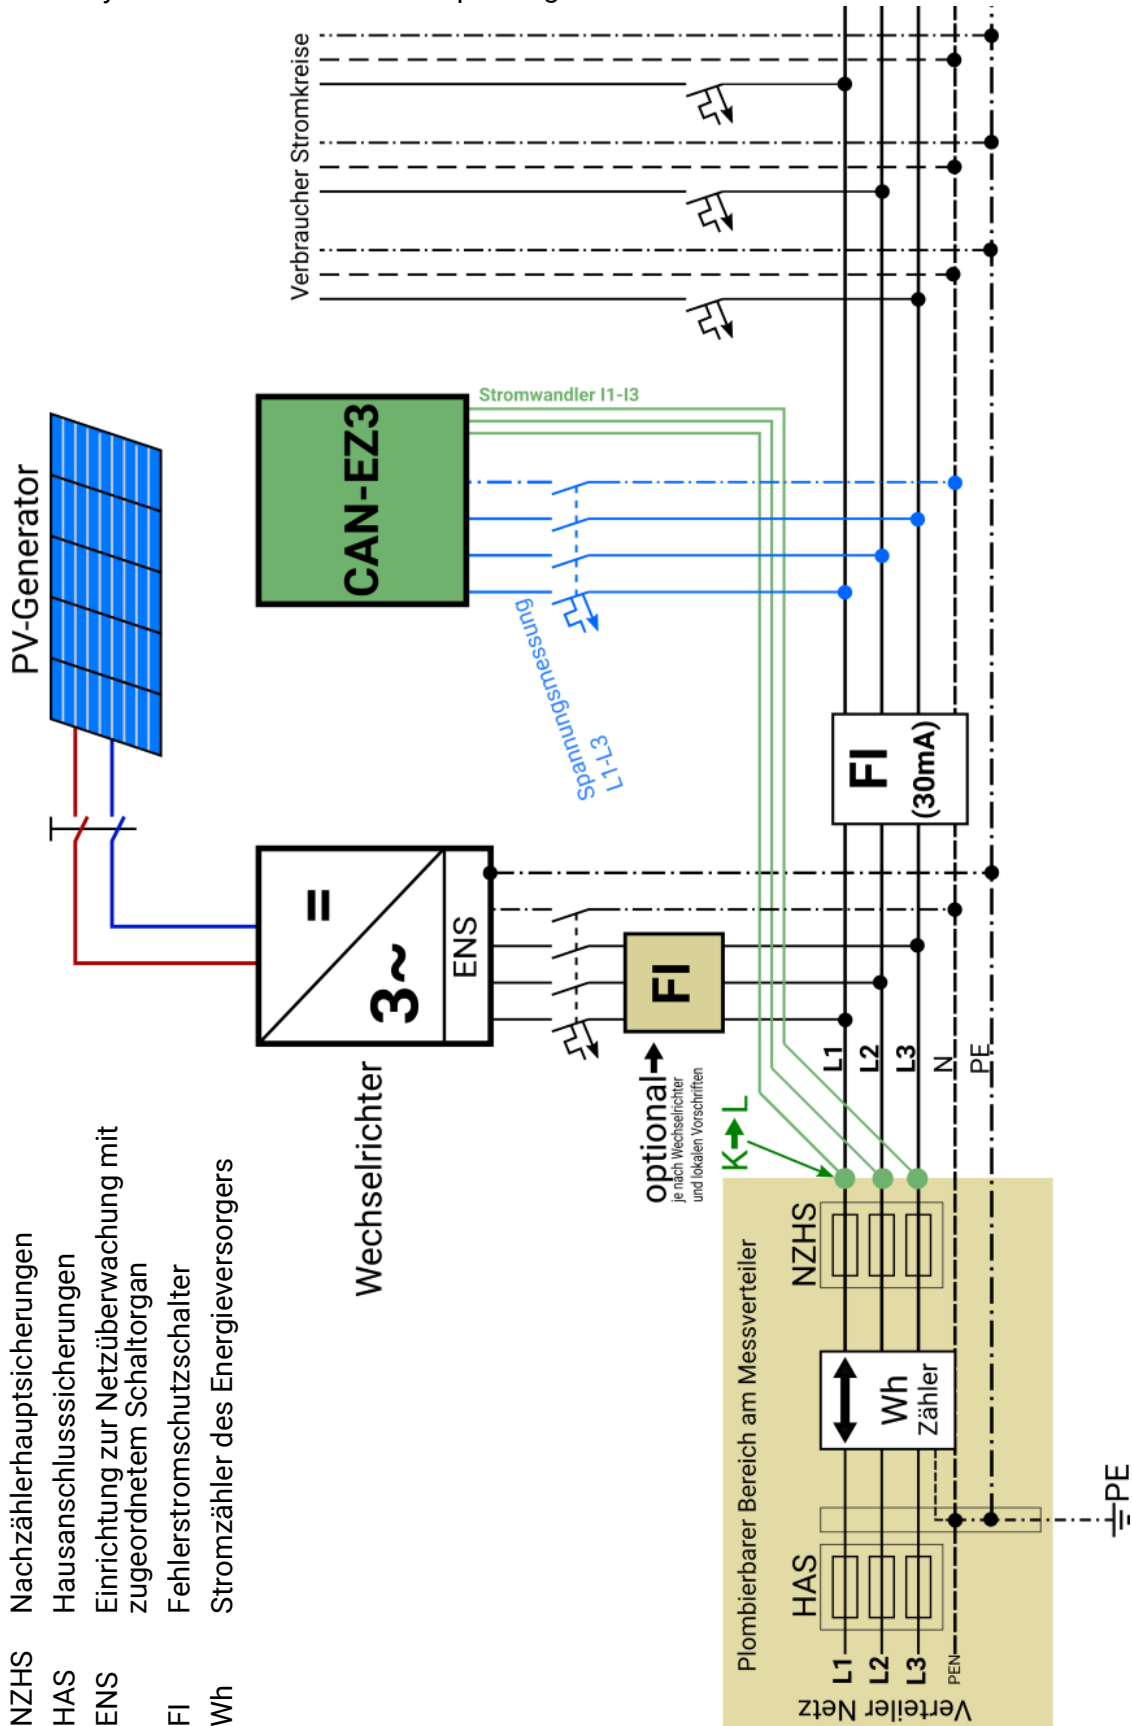 NZHS Nachzählerhauptsicherungen
HAS Hausanschlusssicherungen
ENS Einrichtung zur Netzüberwachung mit
zugeordnetem Schaltorgan
FI Fehlerstromschutzschalter
Wh Stromzähler des Energieversorgers
PV-Generator
Wechselrichter
=
3~
ENS
CAN-EZ3
Stromwandler I1-I3
Spannungsmessung
L1-L3
Verbraucher Stromkreise
FI
optional
je nach Wechselrichter
und lokalen Vorschriften
K L
FI
(30mA)
L1
L2
L3
N
PE
Plombierbarer Bereich am Messverteiler
HAS
NZHS
Wh
Zähler
L1
L2
L3
PEN
Verteiler Netz
PE